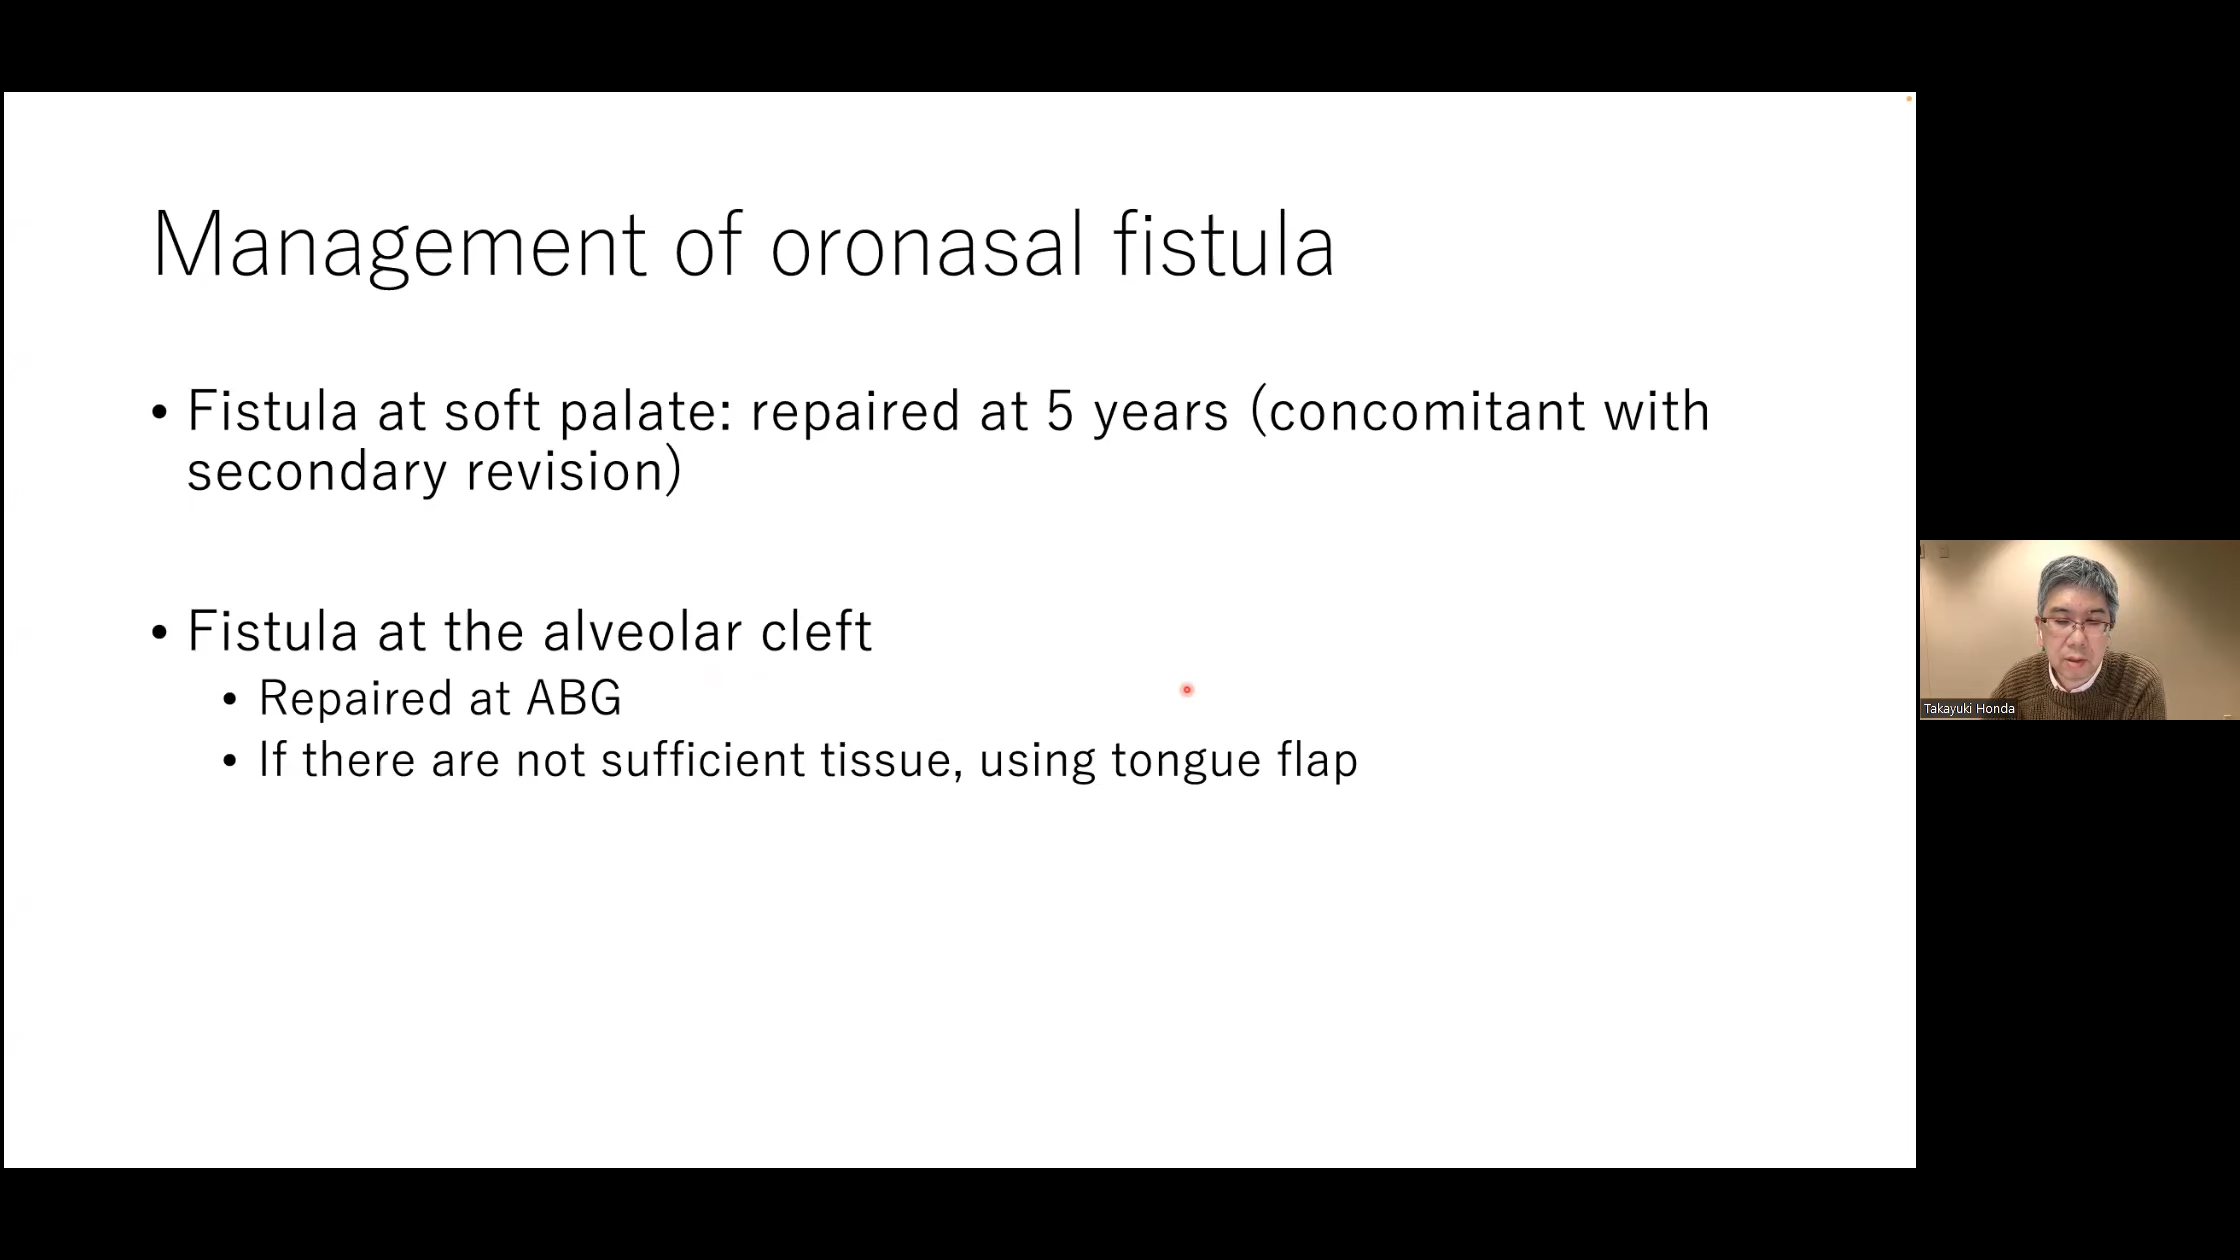 Management of oronasal fistula
• Fistula at soft palate: repaired at 5 years (concomitant with
secondary revision)
• Fistula at the alveolar cleft
• Repaired at ABG
• If there are not sufficient tissue, using tongue flap
Takayuki Honda